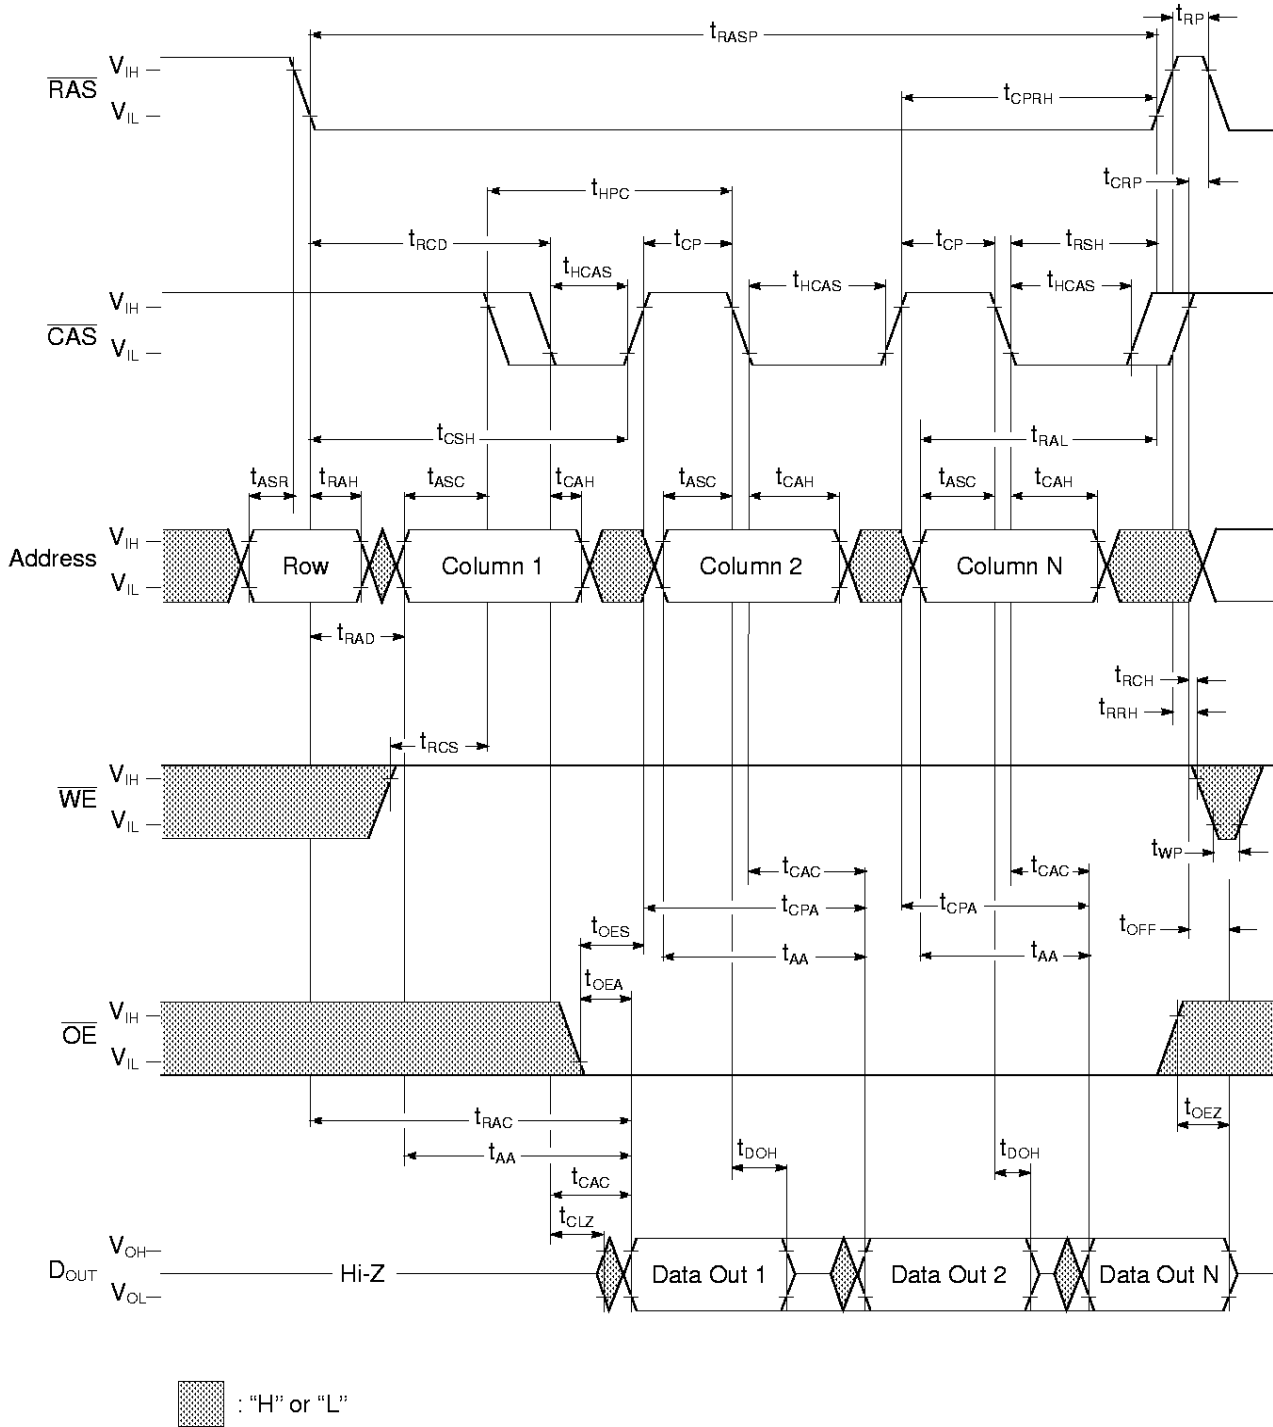 tRP
tRASP
VIH
RAS
VIL
tCPRH
tCRP
tHPC
tRCD
tCP
tCP
tRSH
tHCAS
tHCAS
tHCAS
VIH
CAS
VIL
tCSH
tRAL
tASR
tRAH
tASC
tCAH
tASC
tCAH
tASC
tCAH
VIH
Address
VIL
Row
Column 1
Column 2
Column N
tRAD
tRCH
tRRH
tRCS
VIH
WE
VIL
tWP
tCAC
tCAC
tCPA
tCPA
tOES
tOFF
tAA
tAA
tOEA
VIH
OE
VIL
tRAC
tOEZ
tAA
tDOH
tDOH
tCAC
tCLZ
VOH
DOUT
VOL
Hi-Z
Data Out 1
Data Out 2
Data Out N
: “H” or “L”